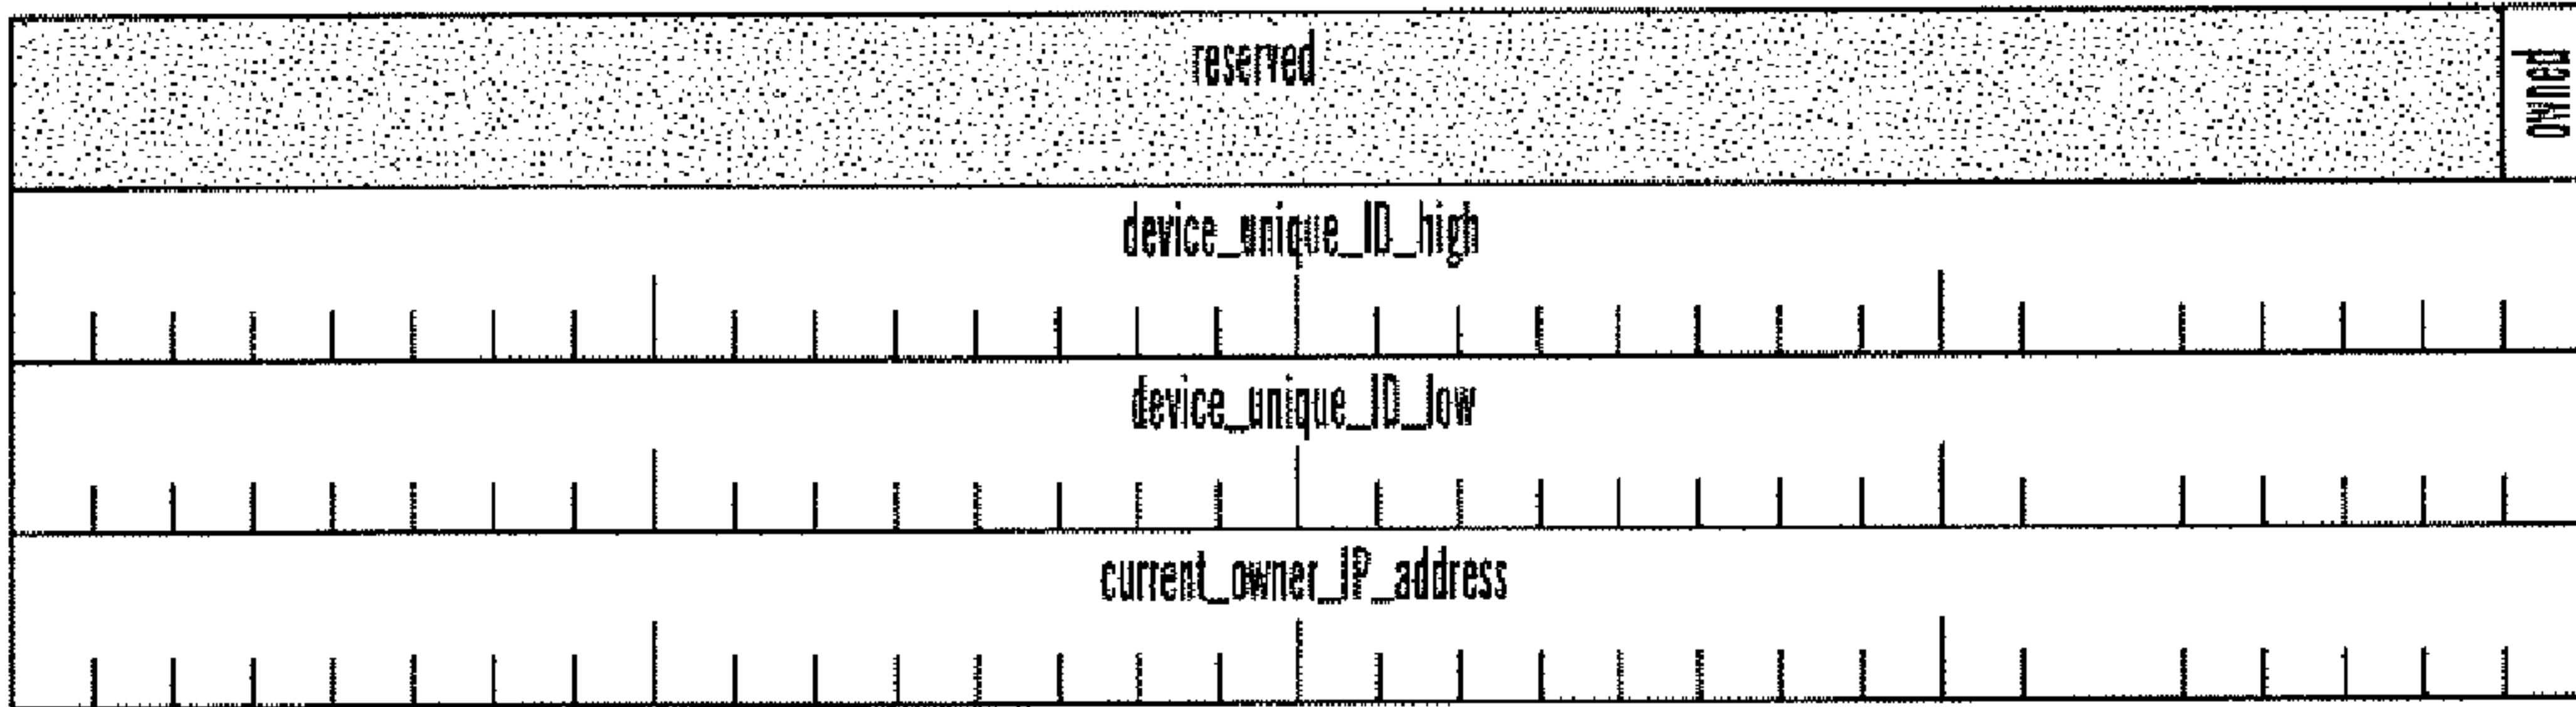 reserved owned
device_unique_ID_high
device_unique_ID_low
current_owner_IP_address